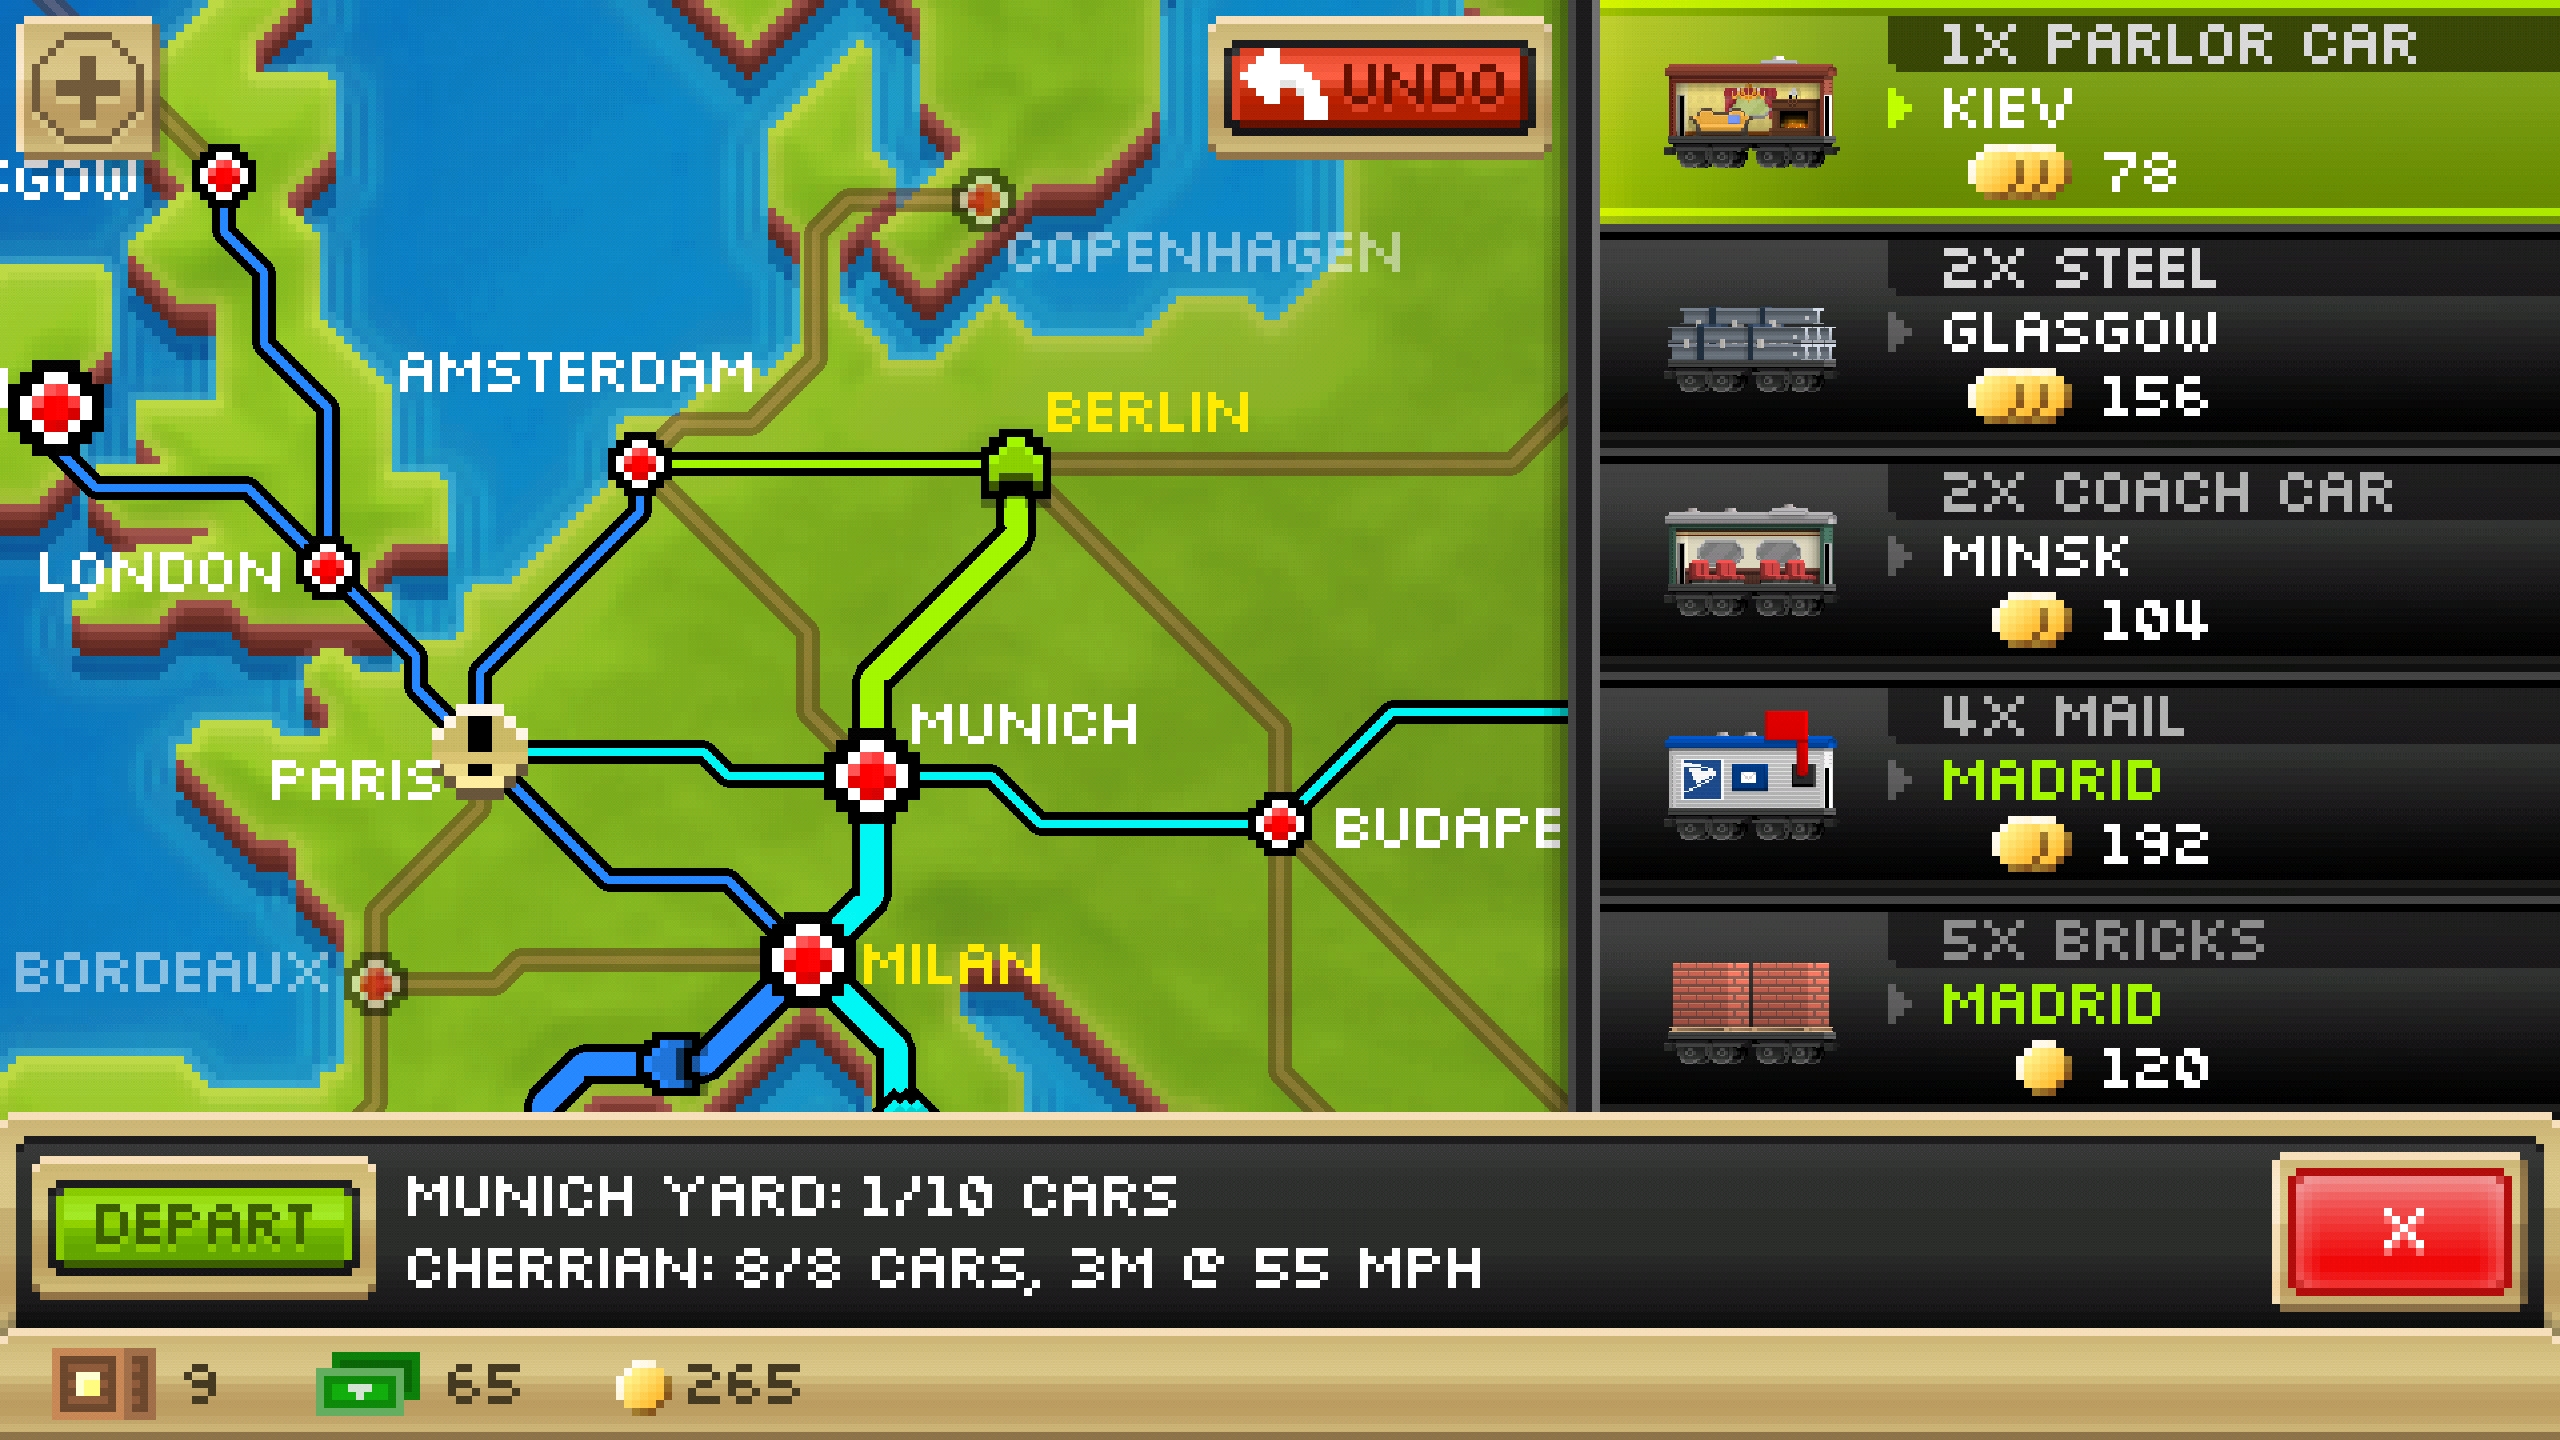 UNDO
GOW
COPENHAGEN
AMSTERDAM
BERLIN
LONDON
MUNICH
PARIS
BUDAPE
BORDEAUX
MILAN
1X PARLOR CAR
KIEV
78
2X STEEL
GLASGOW
156
2X COACH CAR
MINSK
104
4X MAIL
MADRID
192
5X BRICKS
MADRID
120
DEPART
MUNICH YARD: 1/10 CARS
CHERRIAN: 8/8 CARS, 3M @ 55 MPH
X
9
65
265